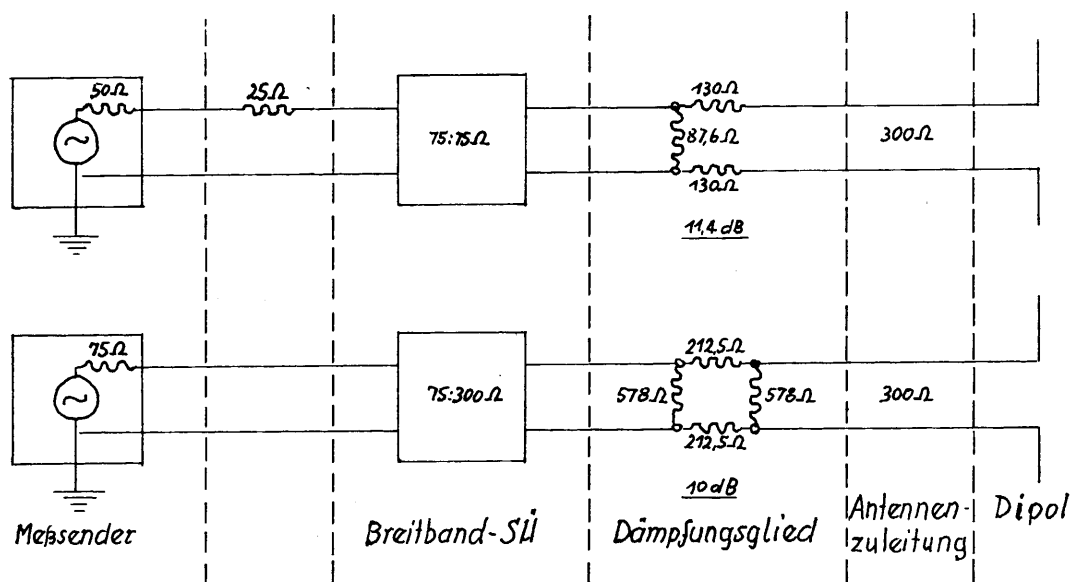 50Ω
25Ω
75:75Ω
130Ω
87,6Ω
130Ω
11,4 dB
300Ω
75Ω
75:300Ω
212,5Ω
578Ω
578Ω
212,5Ω
10 dB
300Ω
Meßsender
Breitband-SÜ
Dämpfungsglied
Antennen-
zuleitung
Dipol